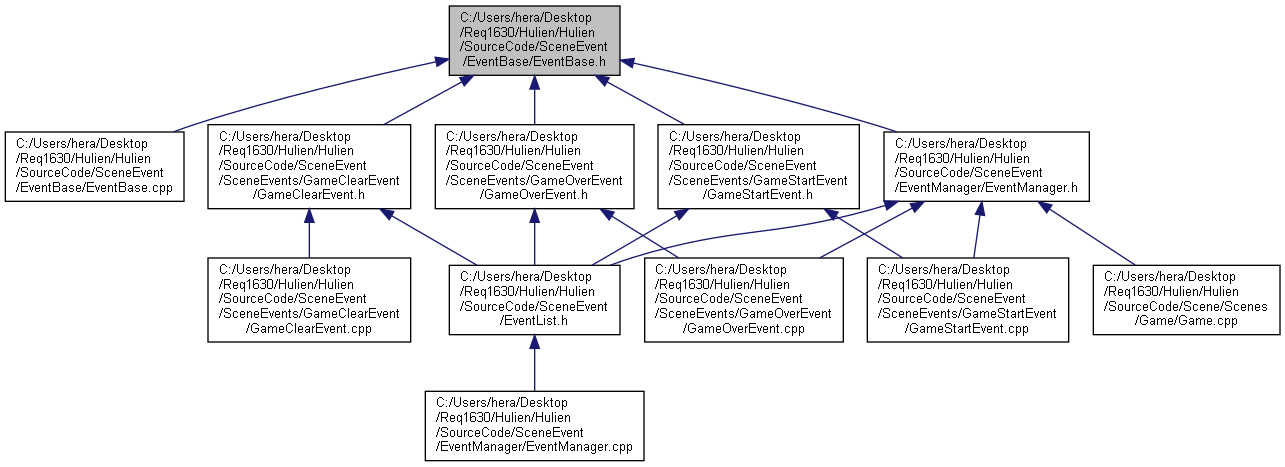 C:/Users/hera/Desktop
/Req1630/Hulien/Hulien
/SourceCode/SceneEvent
/EventBase/EventBase.h
C:/Users/hera/Desktop
/Req1630/Hulien/Hulien
/SourceCode/SceneEvent
/EventBase/EventBase.cpp
C:/Users/hera/Desktop
/Req1630/Hulien/Hulien
/SourceCode/SceneEvent
/SceneEvents/GameClearEvent
/GameClearEvent.h
C:/Users/hera/Desktop
/Req1630/Hulien/Hulien
/SourceCode/SceneEvent
/SceneEvents/GameOverEvent
/GameOverEvent.h
C:/Users/hera/Desktop
/Req1630/Hulien/Hulien
/SourceCode/SceneEvent
/SceneEvents/GameStartEvent
/GameStartEvent.h
C:/Users/hera/Desktop
/Req1630/Hulien/Hulien
/SourceCode/SceneEvent
/EventManager/EventManager.h
C:/Users/hera/Desktop
/Req1630/Hulien/Hulien
/SourceCode/SceneEvent
/SceneEvents/GameClearEvent
/GameClearEvent.cpp
C:/Users/hera/Desktop
/Req1630/Hulien/Hulien
/SourceCode/SceneEvent
/EventList.h
C:/Users/hera/Desktop
/Req1630/Hulien/Hulien
/SourceCode/SceneEvent
/SceneEvents/GameOverEvent
/GameOverEvent.cpp
C:/Users/hera/Desktop
/Req1630/Hulien/Hulien
/SourceCode/SceneEvent
/SceneEvents/GameStartEvent
/GameStartEvent.cpp
C:/Users/hera/Desktop
/Req1630/Hulien/Hulien
/SourceCode/Scene/Scenes
/Game/Game.cpp
C:/Users/hera/Desktop
/Req1630/Hulien/Hulien
/SourceCode/SceneEvent
/EventManager/EventManager.cpp